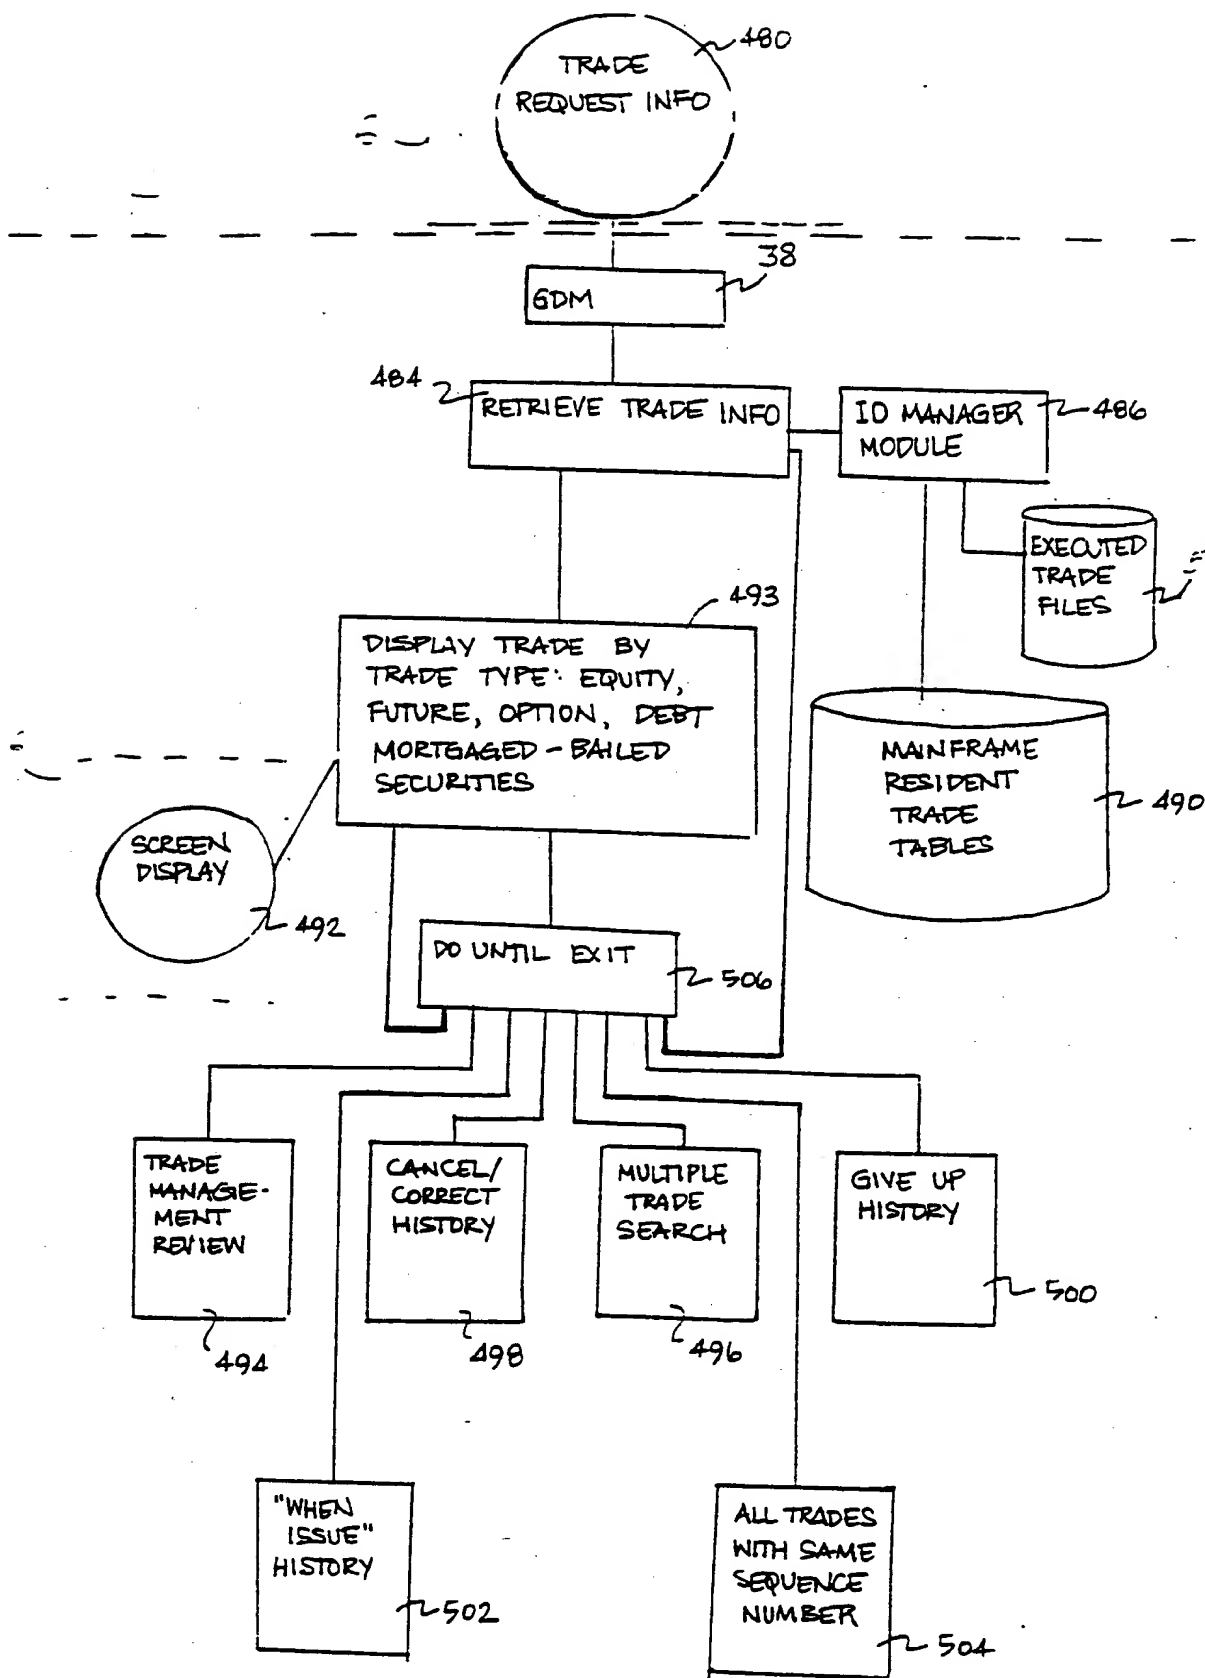 480
TRADE
REQUEST INFO
38
GDM
484
RETRIEVE TRADE INFO
IO MANAGER
MODULE
486
EXECUTED
TRADE
FILES
493
DISPLAY TRADE BY
TRADE TYPE: EQUITY,
FUTURE, OPTION, DEBT
MORTGAGED-BAILED
SECURITIES
MAINFRAME
RESIDENT
TRADE
TABLES
490
SCREEN
DISPLAY
492
DO UNTIL EXIT
506
TRADE
MANAGE-
MENT
REVIEW
494
CANCEL/
CORRECT
HISTORY
498
MULTIPLE
TRADE
SEARCH
496
GIVE UP
HISTORY
500
"WHEN
ISSUE"
HISTORY
502
ALL TRADES
WITH SAME
SEQUENCE
NUMBER
504